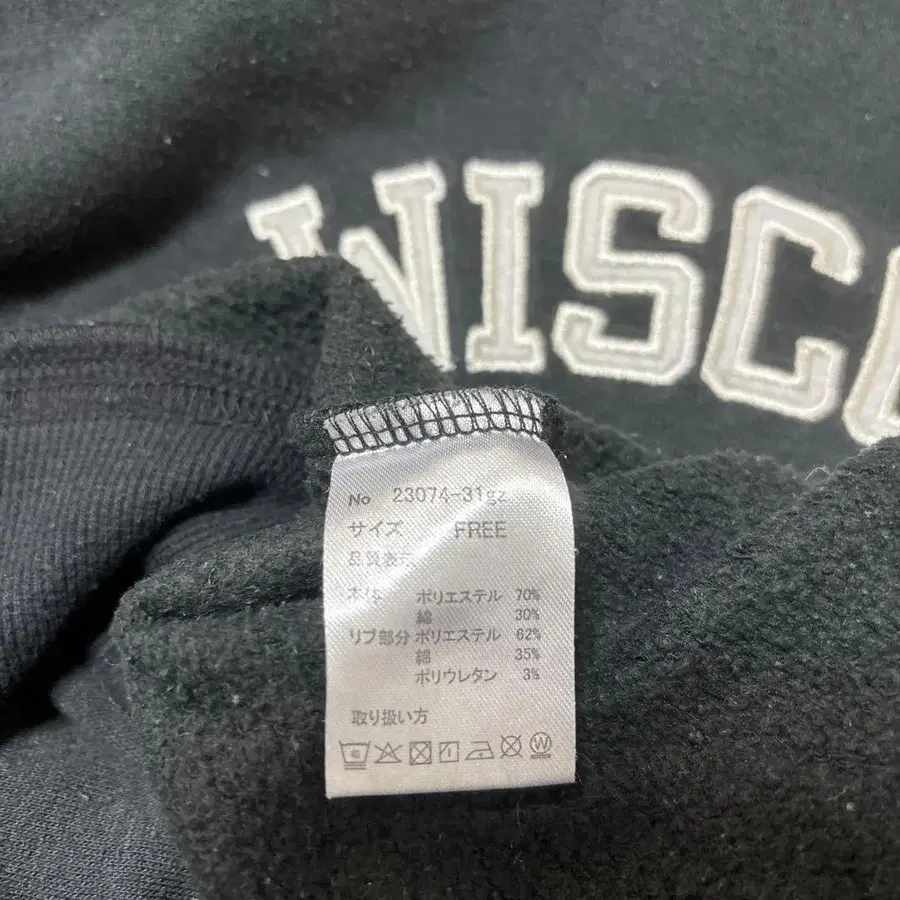 WISCO
No 23074-31gz
サイズ FREE
品質表示
本体 ポリエステル 70%
綿 30%
リブ部分 ポリエステル 62%
綿 35%
ポリウレタン 3%
取り扱い方
40 W